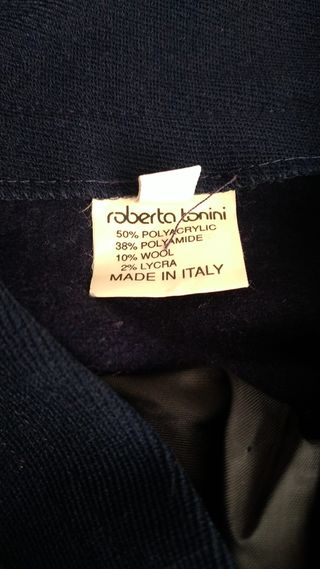 roberta tonini
50% POLYACRYLIC
38% POLYAMIDE
10% WOOL
2% LYCRA
MADE IN ITALY